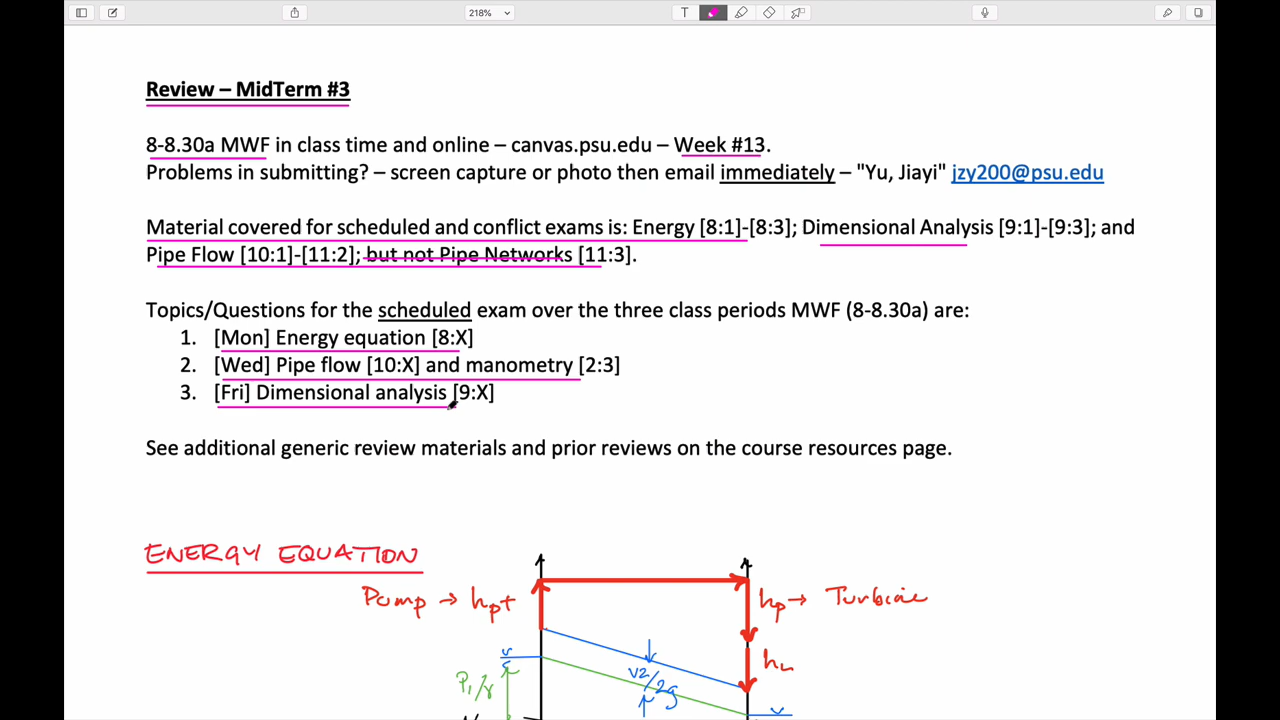 218%
T
Review – MidTerm #3
8-8.30a MWF in class time and online – canvas.psu.edu – Week #13.
Problems in submitting? – screen capture or photo then email immediately – "Yu, Jiayi" jzy200@psu.edu
Material covered for scheduled and conflict exams is: Energy [8:1]-[8:3]; Dimensional Analysis [9:1]-[9:3]; and
Pipe Flow [10:1]-[11:2]; but not Pipe Networks [11:3].
Topics/Questions for the scheduled exam over the three class periods MWF (8-8.30a) are:
1. [Mon] Energy equation [8:X]
2. [Wed] Pipe flow [10:X] and manometry [2:3]
3. [Fri] Dimensional analysis [9:X]
See additional generic review materials and prior reviews on the course resources page.
ENERGY EQUATION
Pump → hp+
hp → Turbine
hL
V2/2g
P1/γ